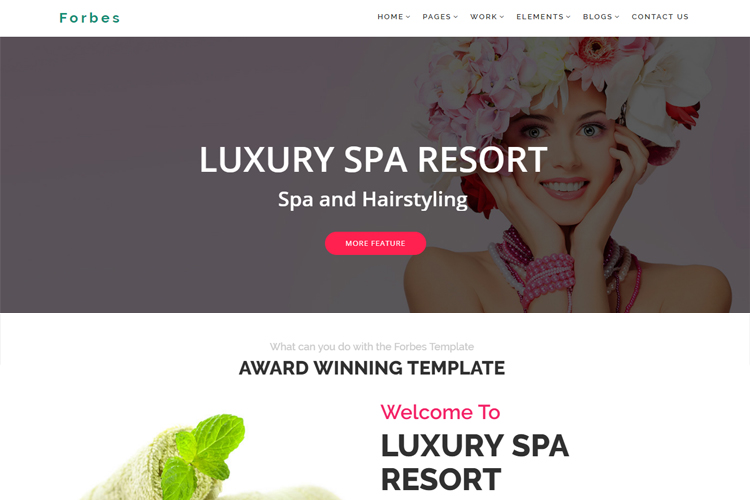 Forbes
HOME PAGES WORK ELEMENTS BLOGS CONTACT US
LUXURY SPA RESORT
Spa and Hairstyling
MORE FEATURE
What can you do with the Forbes Template
AWARD WINNING TEMPLATE
Welcome To
LUXURY SPA
RESORT